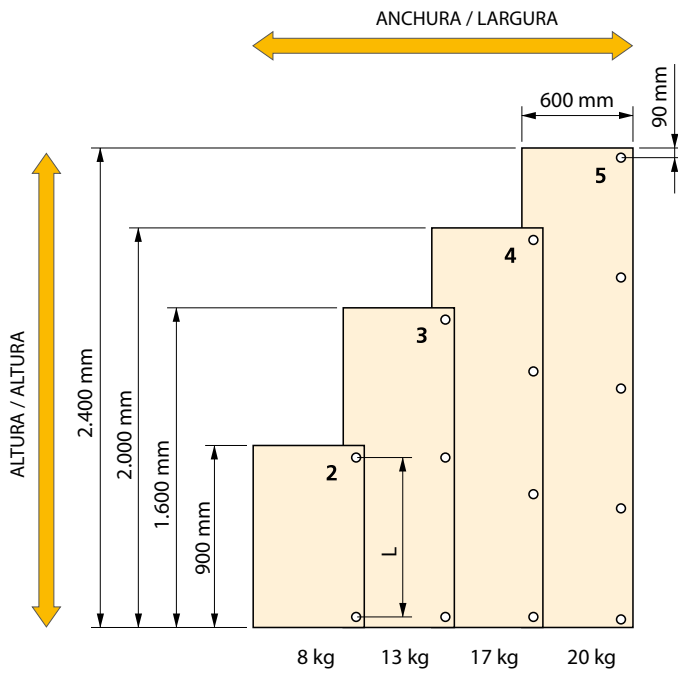 ANCHURA / LARGURA
600 mm
90 mm
ALTURA / ALTURA
2.400 mm
2.000 mm
1.600 mm
900 mm
5
4
3
2
L
8 kg
13 kg
17 kg
20 kg